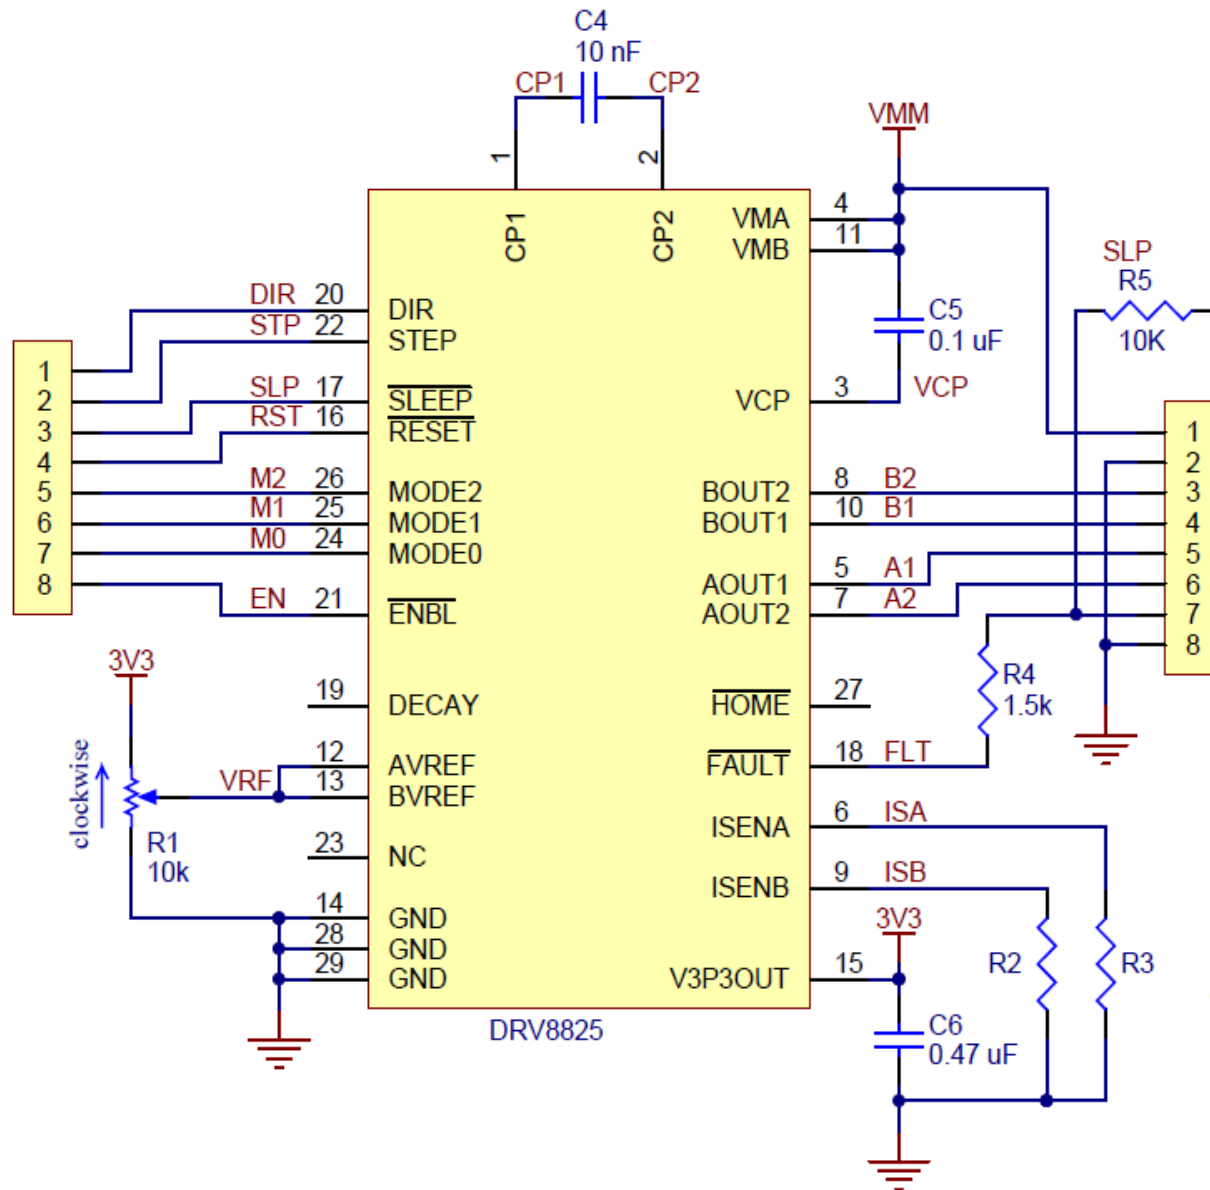 C4
10 nF
CP1
CP2
1
2
CP1
CP2
VMM
VMA
4
VMB
11
C5
0.1 uF
VCP
3
VCP
SLP
R5
10K
DIR
20
DIR
STP
22
STEP
SLP
17
SLEEP
RST
16
RESET
M2
26
MODE2
M1
25
MODE1
M0
24
MODE0
EN
21
ENBL
1
2
3
4
5
6
7
8
BOUT2
8
B2
BOUT1
10
B1
AOUT1
5
A1
AOUT2
7
A2
1
2
3
4
5
6
7
8
3V3
clockwise
R1
10k
19
DECAY
12
AVREF
VRF
13
BVREF
23
NC
14
GND
28
GND
29
GND
HOME
27
R4
1.5k
FAULT
18
FLT
ISENA
6
ISA
ISENB
9
ISB
3V3
V3P3OUT
15
R2
R3
C6
0.47 uF
DRV8825